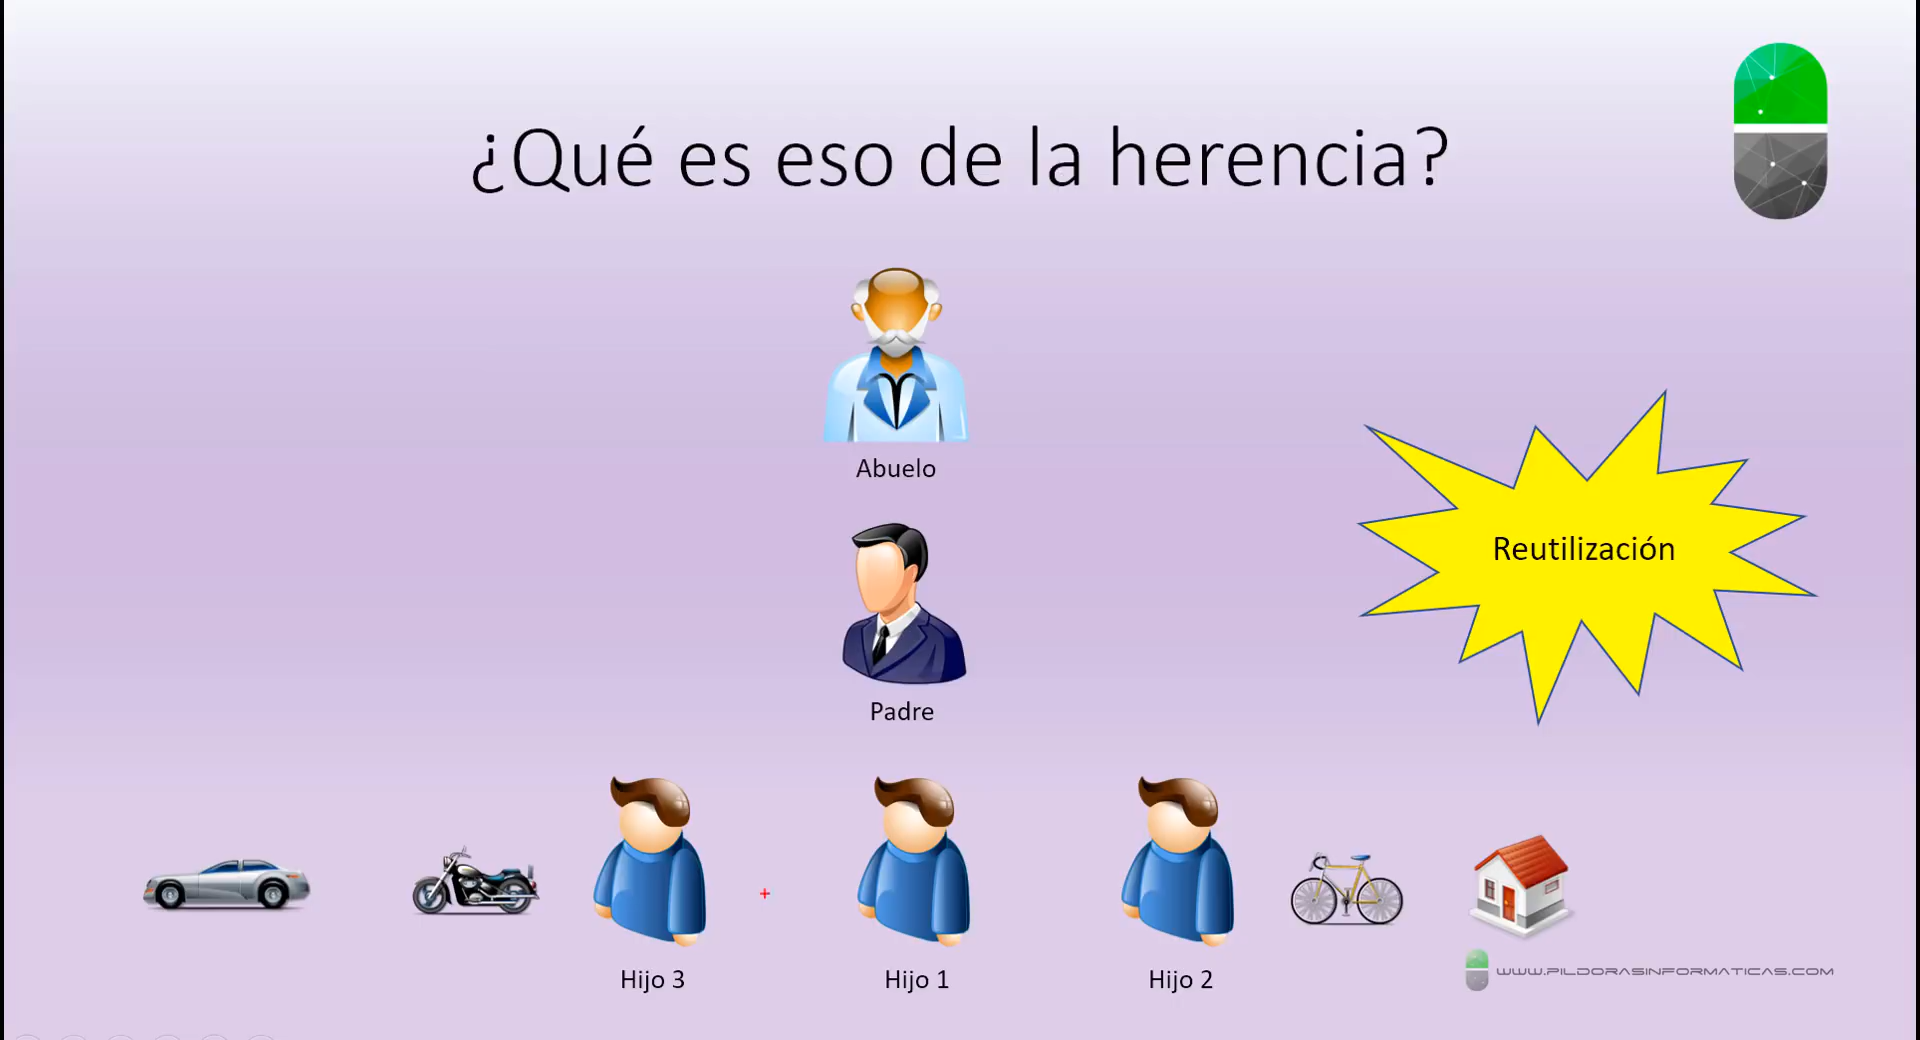 ¿Qué es eso de la herencia?
Abuelo
Reutilización
Padre
Hijo 3
Hijo 1
Hijo 2
WWW.PILDORASINFORMATICAS.COM